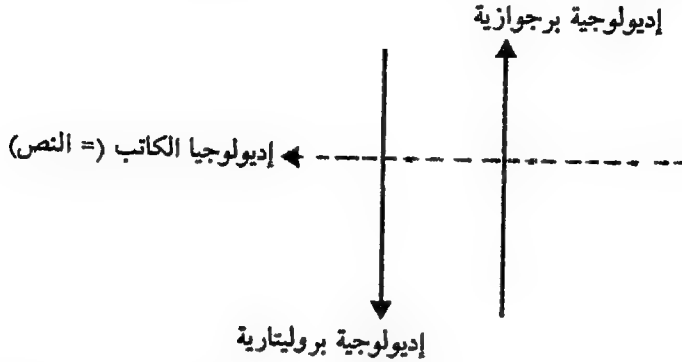 إديولوجية برجوازية
إديولوجيا الكاتب (= النص)
إديولوجية بروليتارية